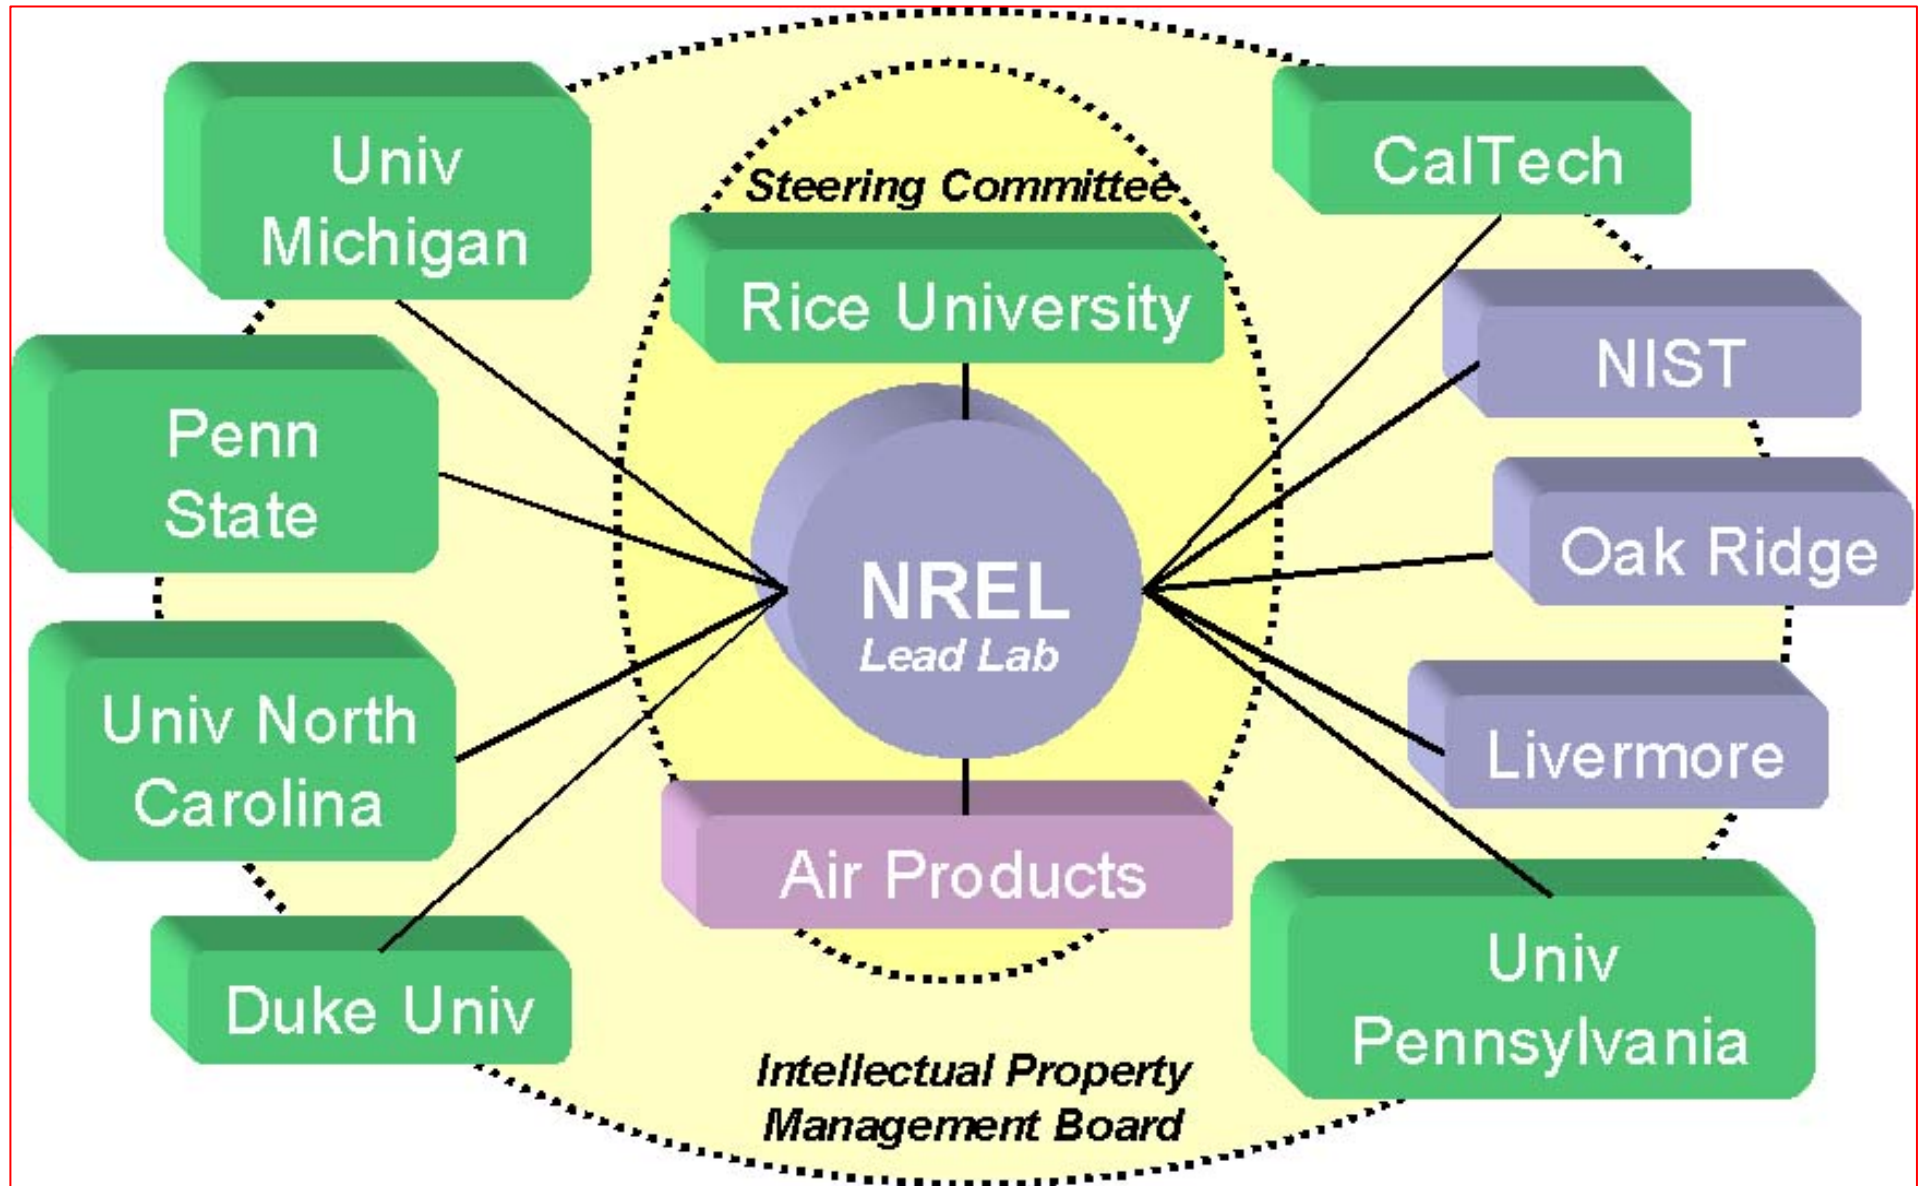 Univ
Michigan
Penn
State
Univ North
Carolina
Duke Univ
Steering Committee
Rice University
NREL
Lead Lab
Air Products
Intellectual Property
Management Board
CalTech
NIST
Oak Ridge
Livermore
Univ
Pennsylvania